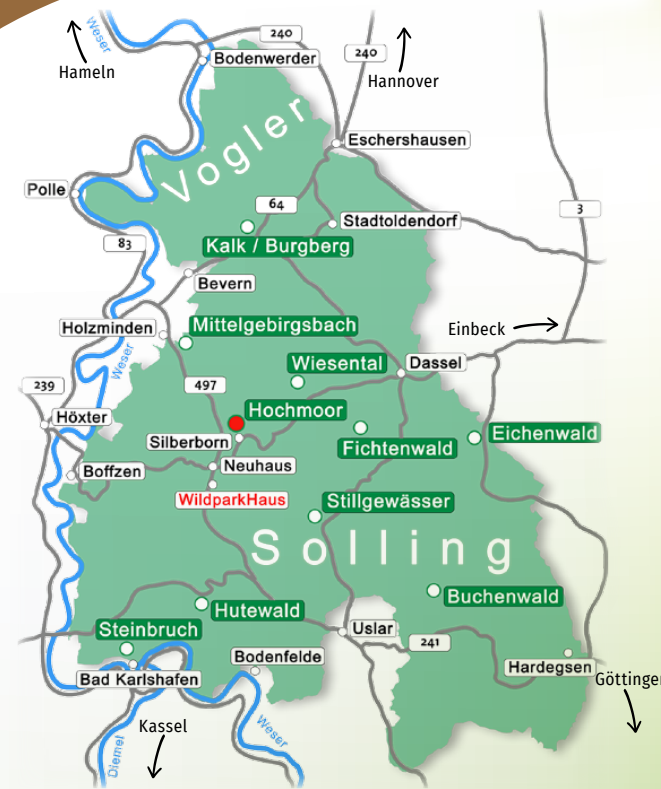 Weser
240
240
Hameln
Bodenwerder
Hannover
Vogler
Eschershausen
Polle
64
3
Stadtoldendorf
83
Kalk / Burgberg
Bevern
Holzminden
Mittelgebirgsbach
Einbeck
Weser
Wiesental
Dassel
239
497
Höxter
Hochmoor
Silberborn
Eichenwald
Fichtenwald
Boffzen
Neuhaus
WildparkHaus
Stillgewässer
Solling
Buchenwald
Hutewald
Steinbruch
Uslar
241
Bodenfelde
Hardegsen
Bad Karlshafen
Göttingen
Kassel
Weser
Diemel